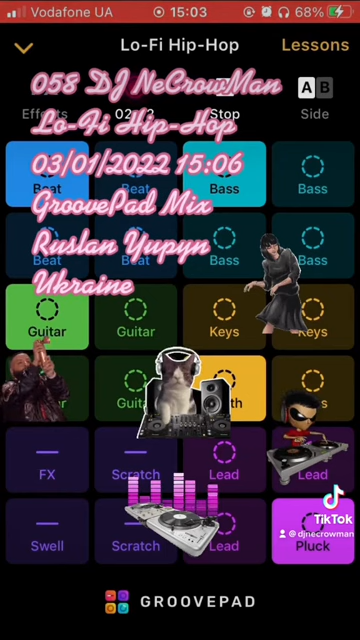 Vodafone UA
15:03
68%
Lo-Fi Hip-Hop
Lessons
058 DJ NeCrowMan
AB
Effects
Stop
Side
Lo-Fi Hip-Hop
03/01/2022 15:06
Beat
Beat
Bass
Bass
GroovePad Mix
Ruslan Yupyn
Beat
Beat
Bass
Bass
Ukraine
Guitar
Guitar
Keys
Keys
FX
Scratch
Lead
Lead
TikTok
@djnecrowman
Swell
Scratch
Lead
Pluck
GROOVEPAD